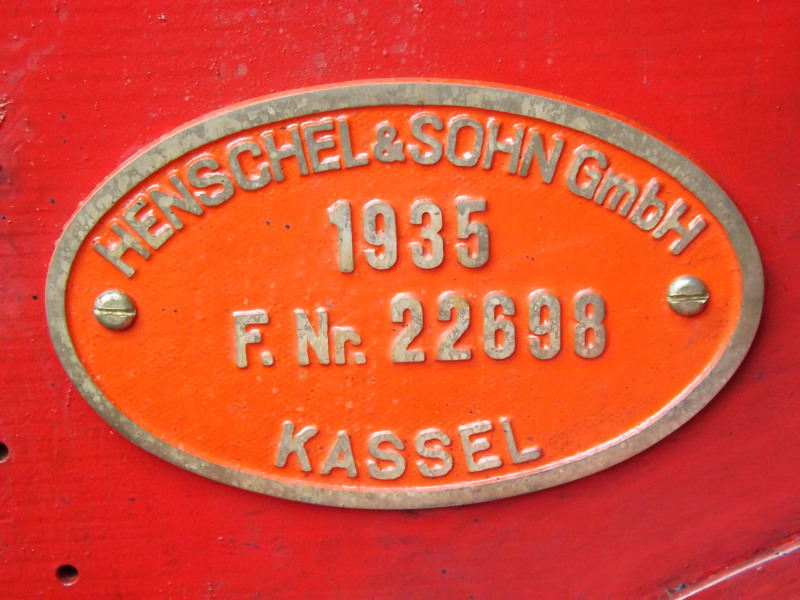 HENSCHEL & SOHN GmbH
1935
F. Nr. 22698
KASSEL